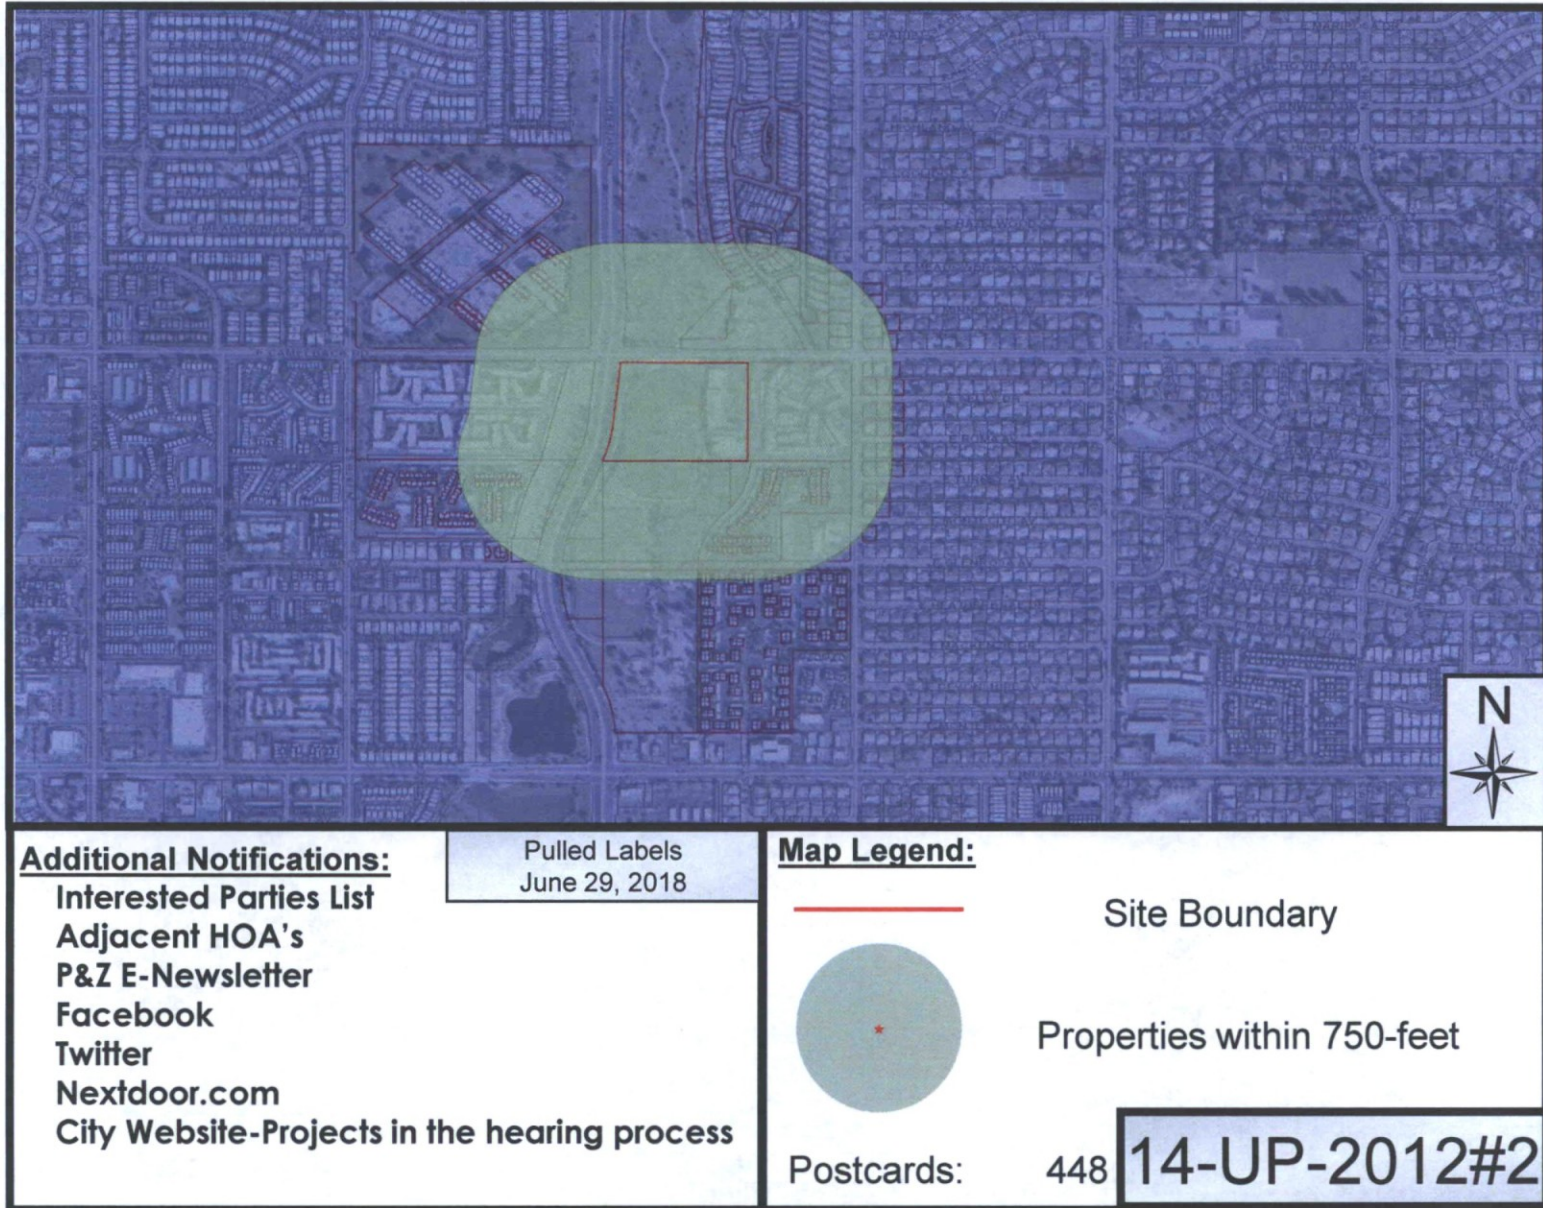 N
Additional Notifications:
Interested Parties List
Adjacent HOA's
P&Z E-Newsletter
Facebook
Twitter
Nextdoor.com
City Website-Projects in the hearing process
Pulled Labels
June 29, 2018
Map Legend:
Site Boundary
Properties within 750-feet
Postcards: 448
14-UP-2012#2